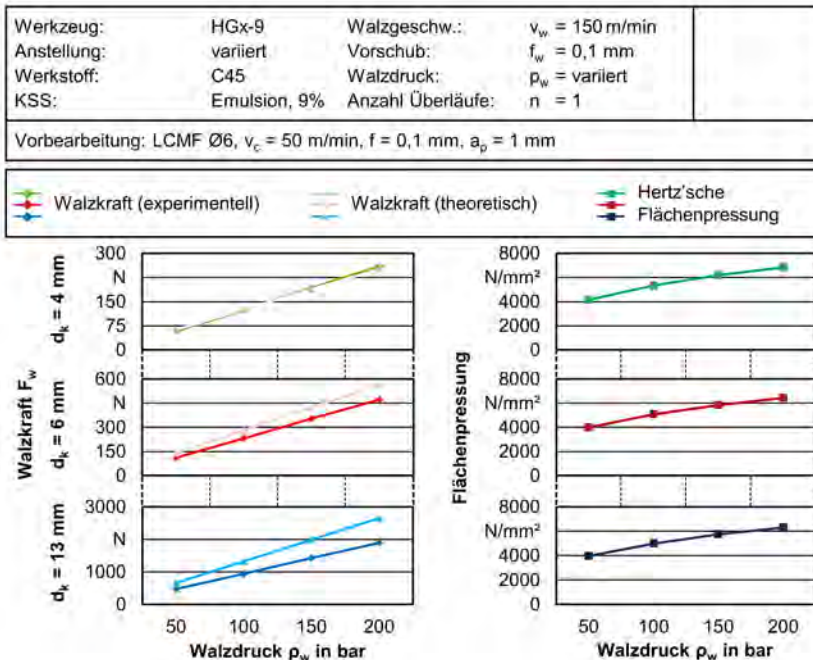 Werkzeug: HGx-9 Walzgeschw.: v_w = 150 m/min
Anstellung: variiert Vorschub: f_w = 0,1 mm
Werkstoff: C45 Walzdruck: p_w = variiert
KSS: Emulsion, 9% Anzahl Überläufe: n = 1
Vorbearbeitung: LCMF Ø6, v_c = 50 m/min, f = 0,1 mm, a_p = 1 mm
Walzkraft (experimentell) Walzkraft (theoretisch) Hertz'sche
Flächenpressung
Walzkraft F_w
d_k = 4 mm
300
N
150
75
0
d_k = 6 mm
600
N
300
150
0
d_k = 13 mm
3000
N
1000
0
50 100 150 200
Walzdruck ρ_w in bar
Flächenpressung
8000
N/mm²
4000
2000
0
8000
N/mm²
4000
2000
0
8000
N/mm²
4000
2000
0
50 100 150 200
Walzdruck ρ_w in bar